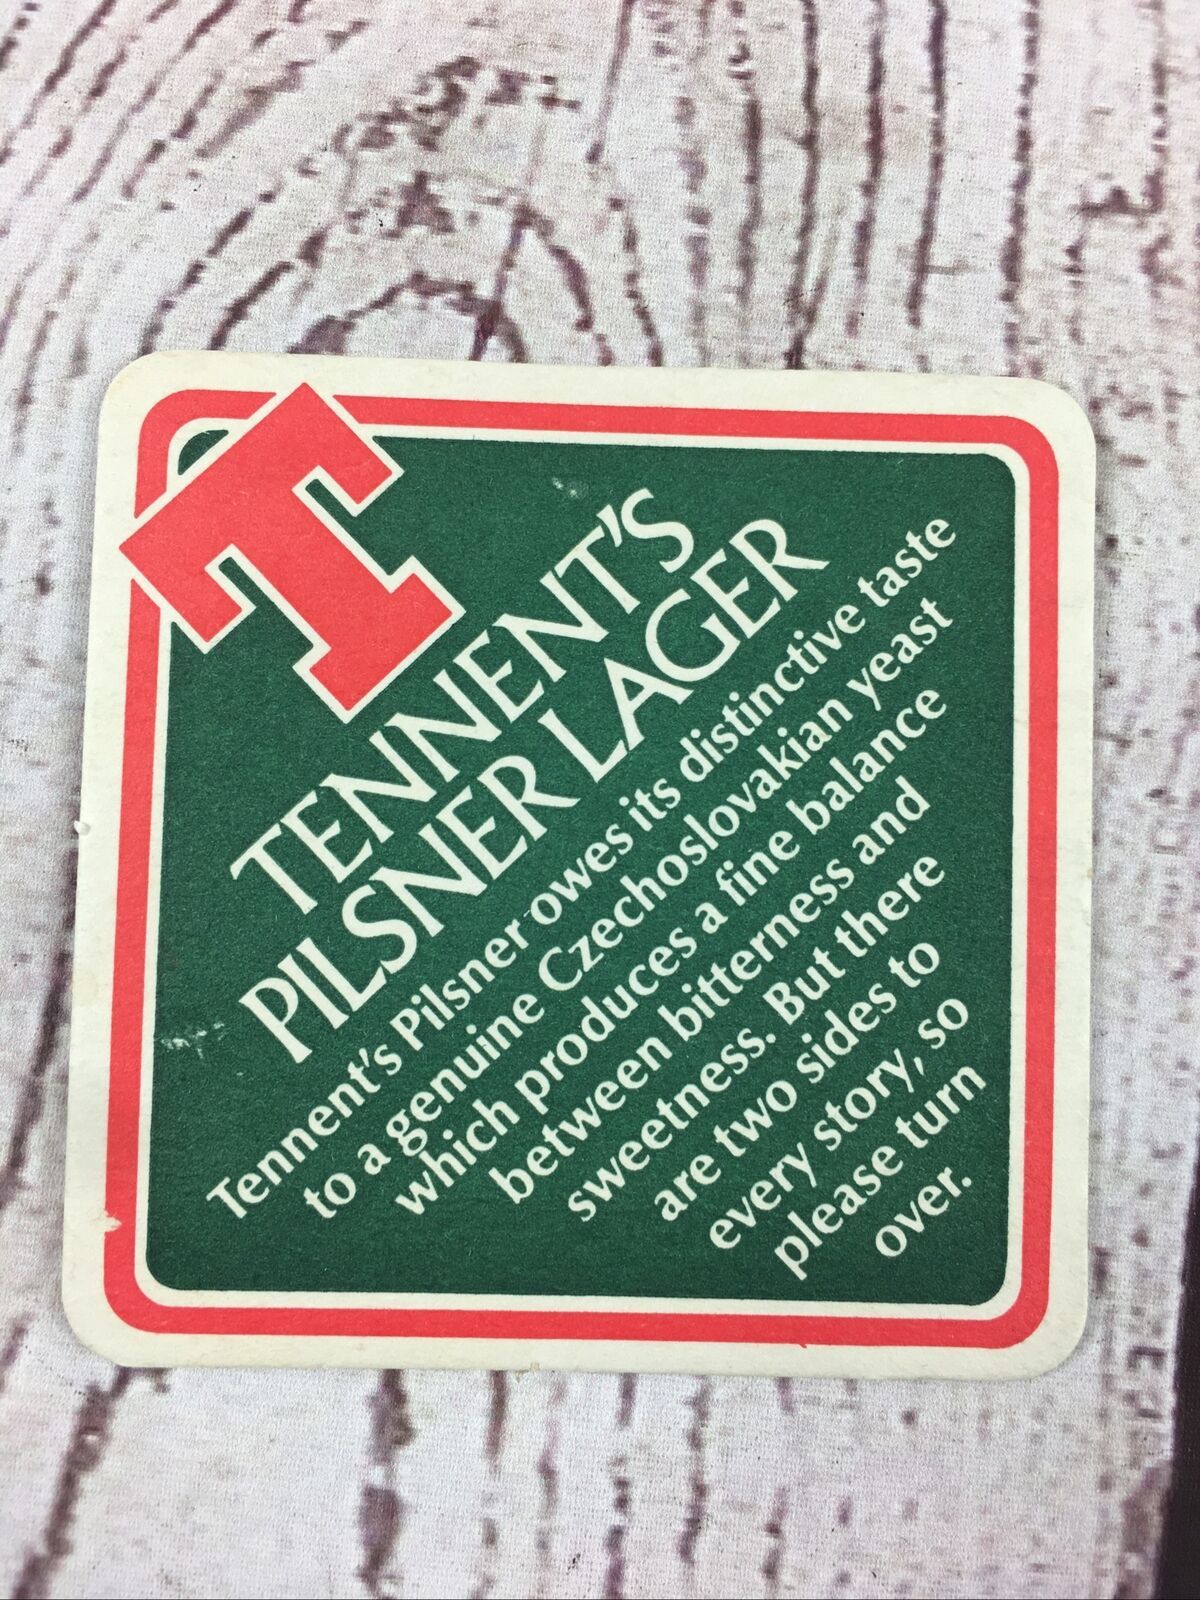 T
TENNENT'S
PILSNER LAGER
Tennent's Pilsner owes its distinctive taste
to a genuine Czechoslovakian yeast
which produces a fine balance
between bitterness and
sweetness. But there
are two sides to
every story, so
please turn
over.